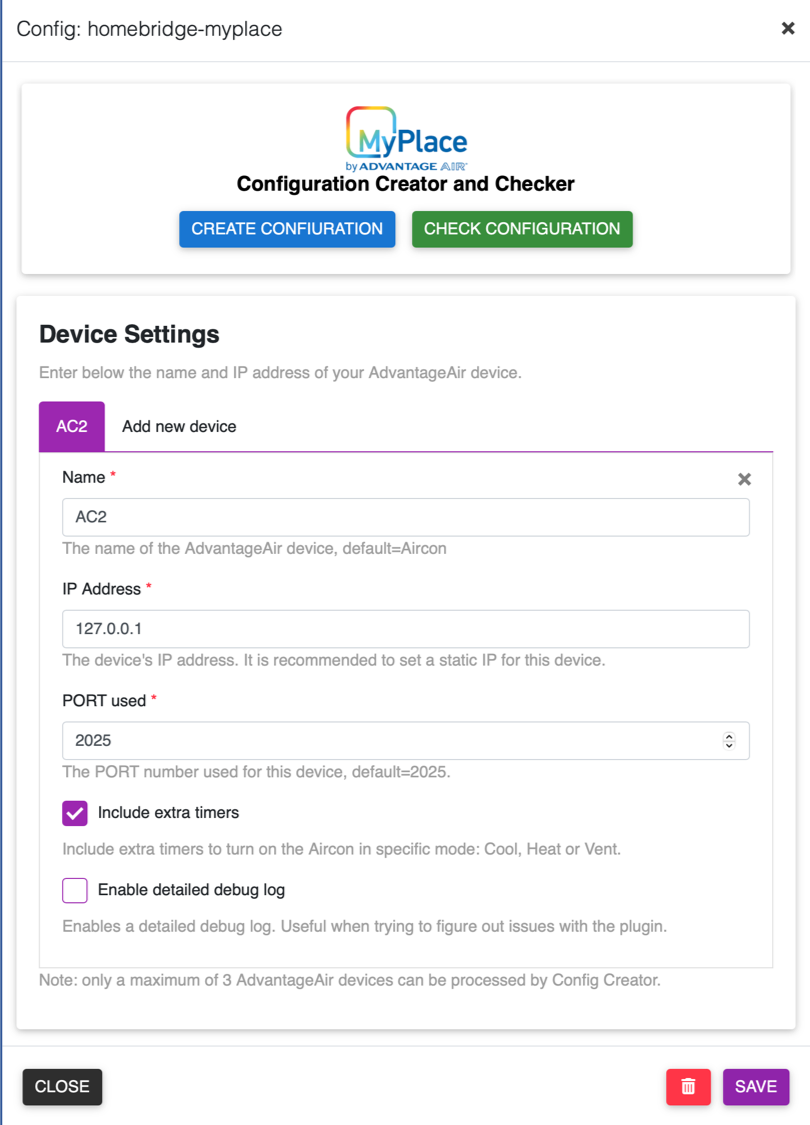 Config: homebridge-myplace
MyPlace
by ADVANTAGE AIR
Configuration Creator and Checker
CREATE CONFIURATION
CHECK CONFIGURATION
Device Settings
Enter below the name and IP address of your AdvantageAir device.
AC2
Add new device
Name *
AC2
The name of the AdvantageAir device, default=Aircon
IP Address *
127.0.0.1
The device's IP address. It is recommended to set a static IP for this device.
PORT used *
2025
The PORT number used for this device, default=2025.
Include extra timers
Include extra timers to turn on the Aircon in specific mode: Cool, Heat or Vent.
Enable detailed debug log
Enables a detailed debug log. Useful when trying to figure out issues with the plugin.
Note: only a maximum of 3 AdvantageAir devices can be processed by Config Creator.
CLOSE
SAVE